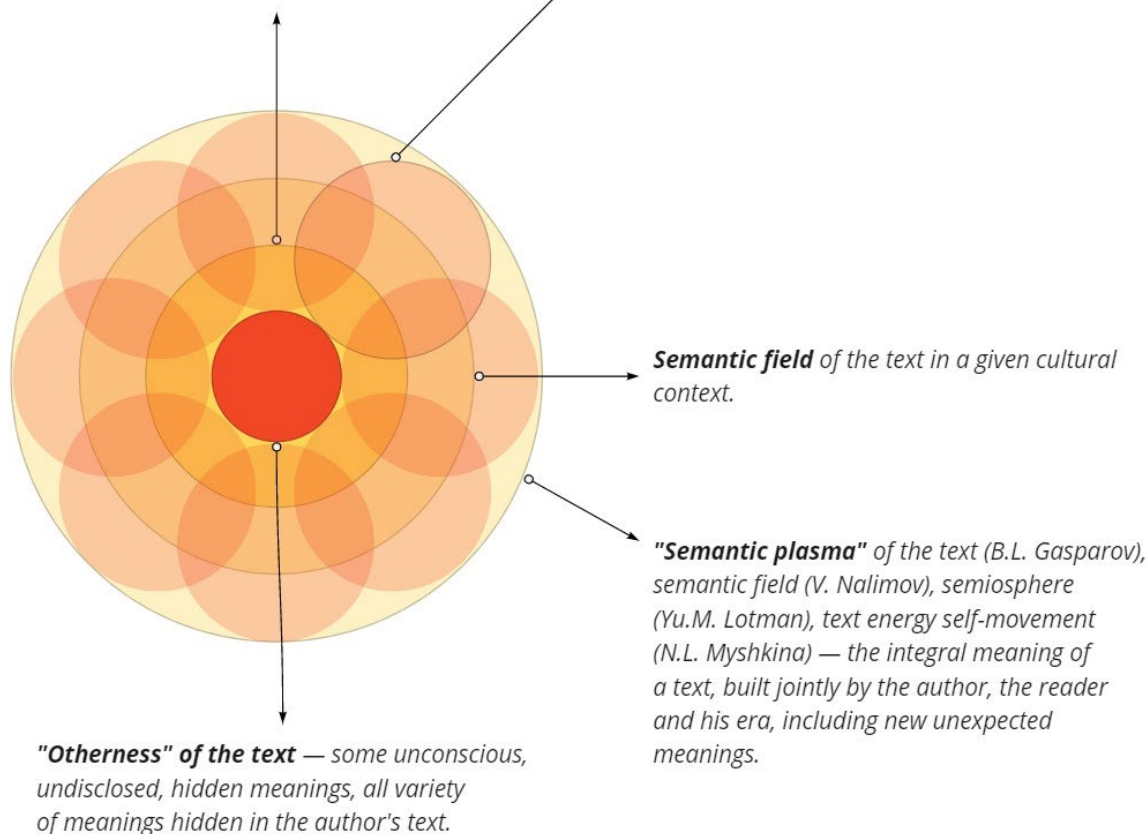 Semantic field of the text in a given cultural
context.
"Semantic plasma" of the text (B.L. Gasparov),
semantic field (V. Nalimov), semiosphere
(Yu.M. Lotman), text energy self-movement
(N.L. Myshkina) — the integral meaning of
a text, built jointly by the author, the reader
and his era, including new unexpected
meanings.
"Otherness" of the text — some unconscious,
undisclosed, hidden meanings, all variety
of meanings hidden in the author's text.